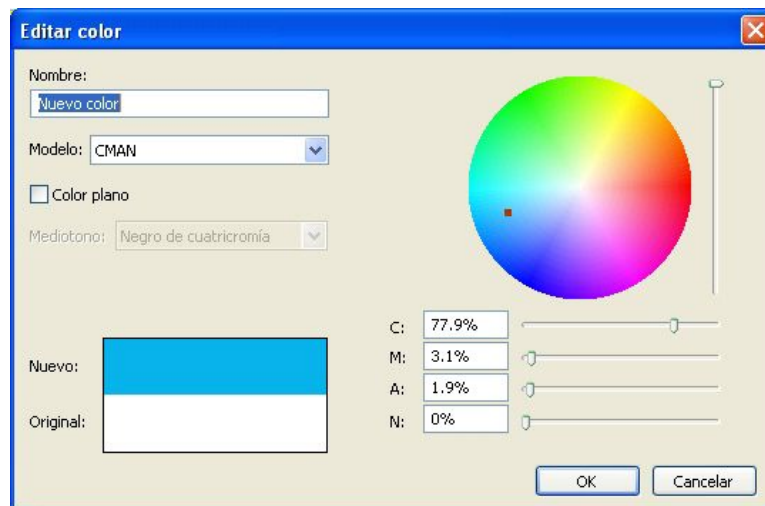 Editar color
Nombre:
Nuevo color
Modelo: CMAN
Color plano
Mediotono: Negro de cuatricromía
Nuevo:
Original:
C: 77.9%
M: 3.1%
A: 1.9%
N: 0%
OK Cancelar